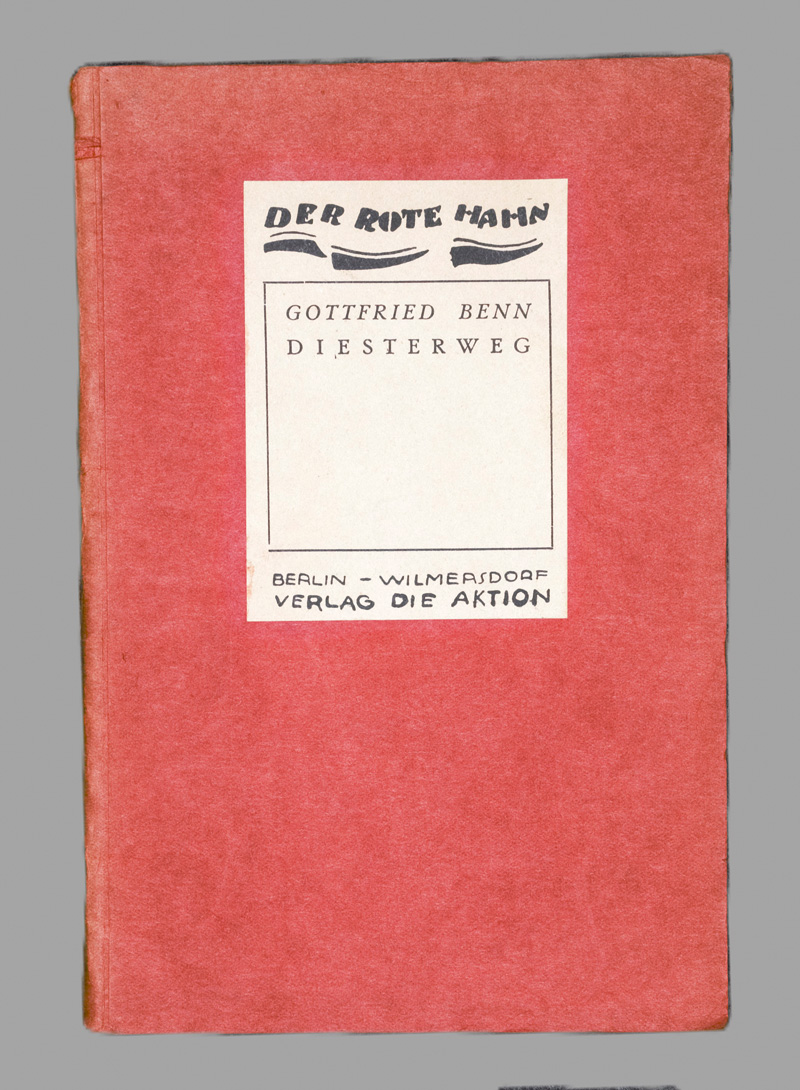 DER ROTE HAHN
GOTTFRIED BENN
DIESTERWEG
BERLIN – WILMERSDORF
VERLAG DIE AKTION